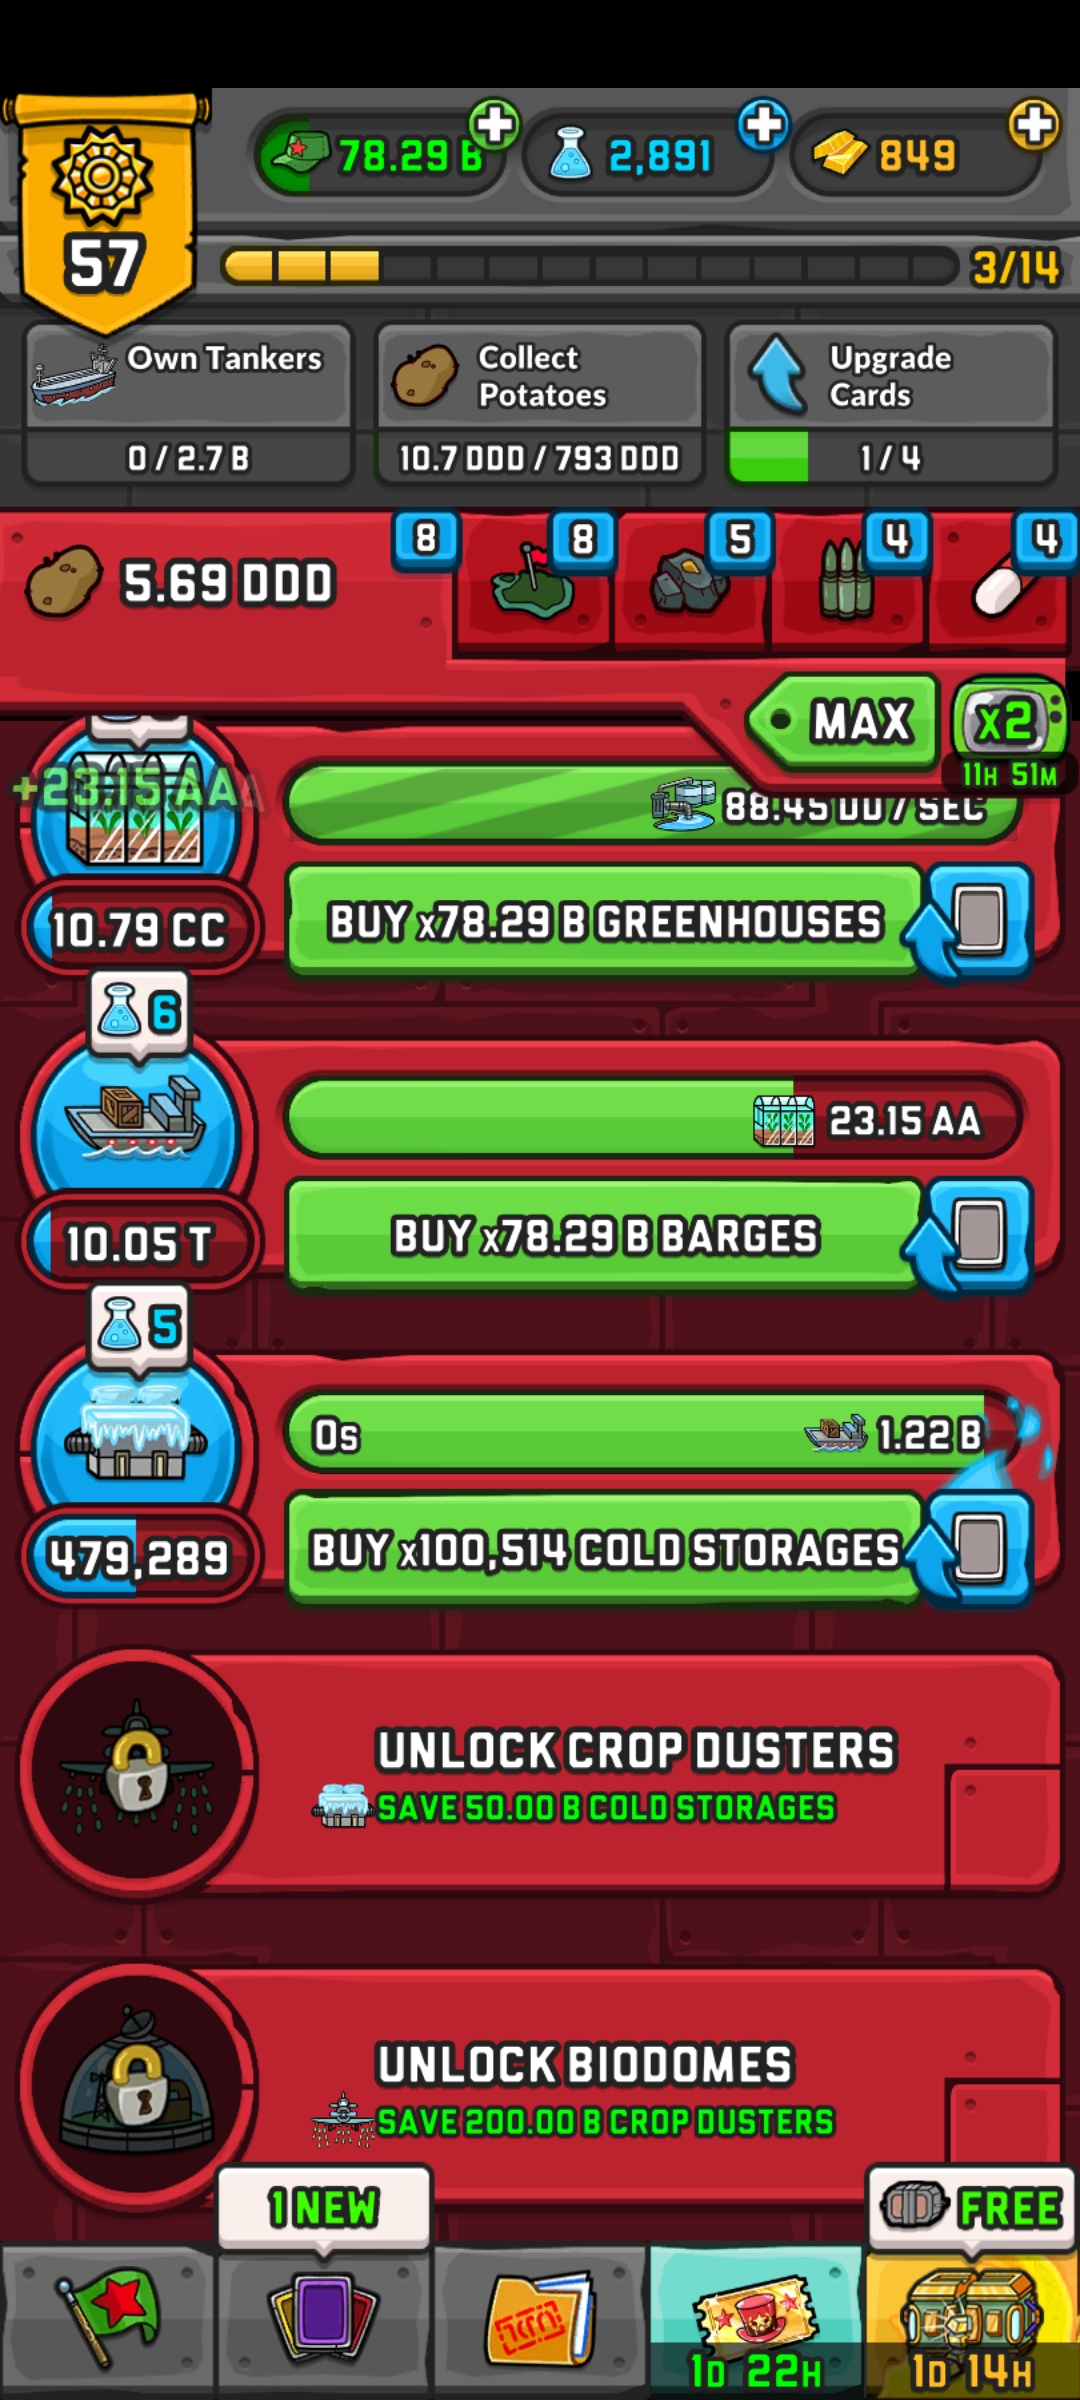 78.29 B
2,891
849
57
3/14
Own Tankers
0 / 2.7 B
Collect
Potatoes
10.7 DDD / 793 DDD
Upgrade
Cards
1 / 4
5.69 DDD
8
8
5
4
4
MAX
x2
11H 51M
+23.15 AA
88.45 DD / SEC
10.79 CC
BUY x78.29 B GREENHOUSES
6
23.15 AA
10.05 T
BUY x78.29 B BARGES
5
0s
1.22 B
479,289
BUY x100,514 COLD STORAGES
UNLOCK CROP DUSTERS
SAVE 50.00 B COLD STORAGES
UNLOCK BIODOMES
SAVE 200.00 B CROP DUSTERS
1 NEW
FREE
1D 22H
1D 14H